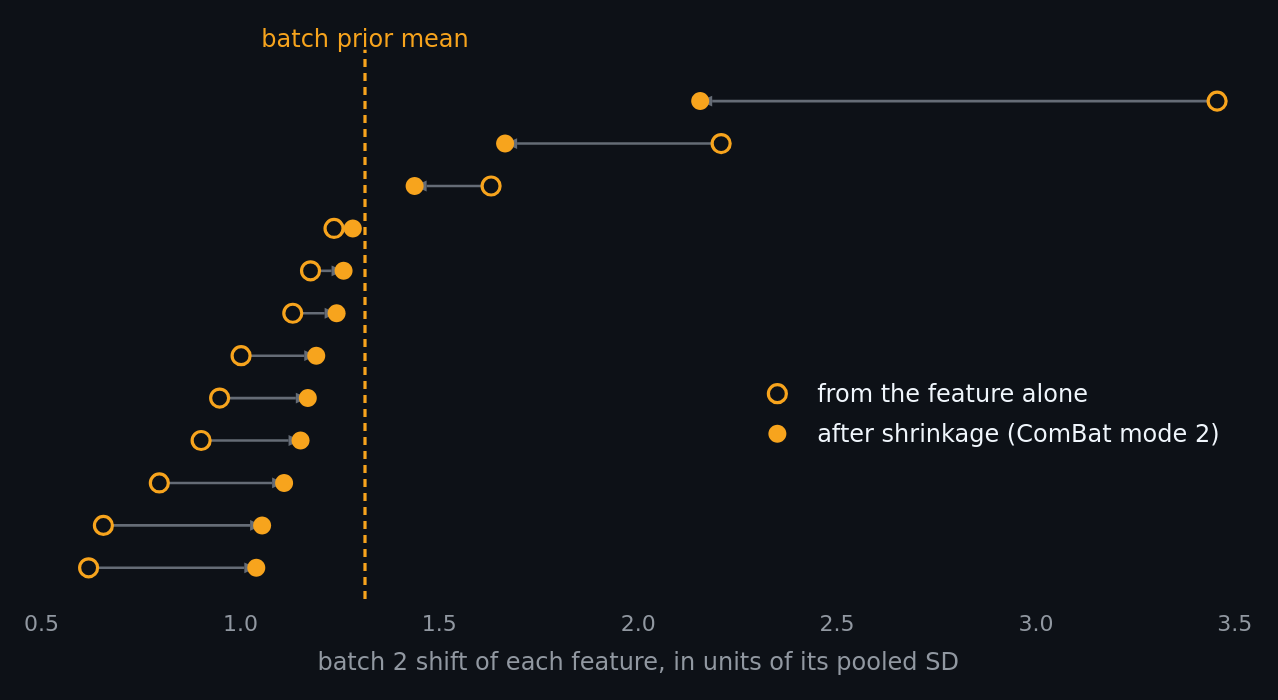 batch prior mean
from the feature alone
after shrinkage (ComBat mode 2)
0.5 1.0 1.5 2.0 2.5 3.0 3.5
batch 2 shift of each feature, in units of its pooled SD